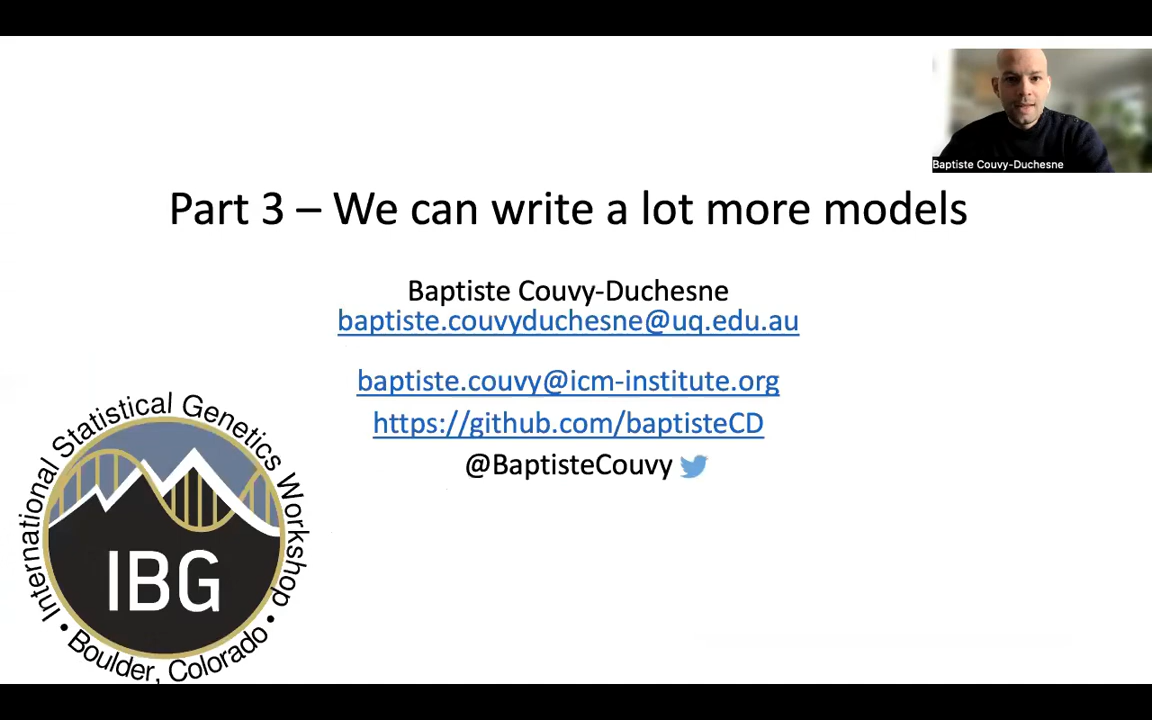 Baptiste Couvy-Duchesne
Part 3 – We can write a lot more models
Baptiste Couvy-Duchesne
baptiste.couvyduchesne@uq.edu.au
baptiste.couvy@icm-institute.org
https://github.com/baptisteCD
@BaptisteCouvy
International Statistical Genetics Workshop
IBG
• Boulder, Colorado •